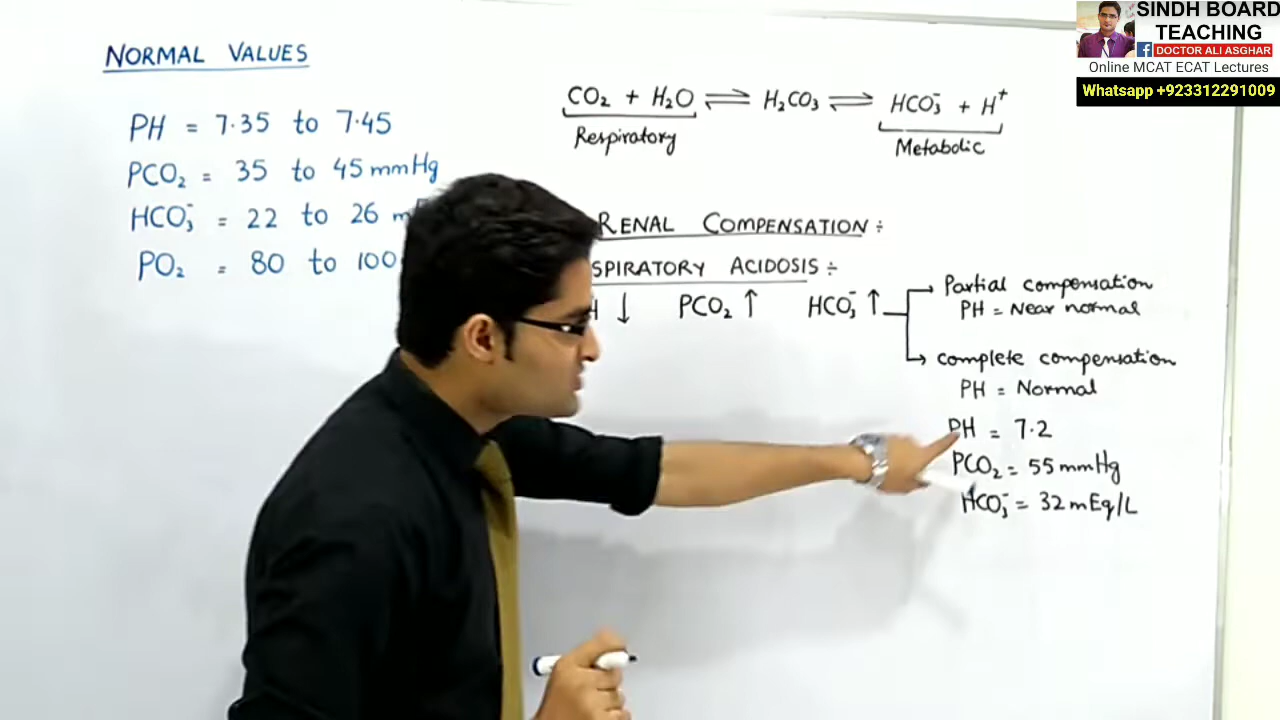 SINDH BOARD
TEACHING
f DOCTOR ALI ASGHAR
Online MCAT ECAT Lectures
Whatsapp +923312291009
NORMAL VALUES
PH = 7.35 to 7.45
PCO₂ = 35 to 45 mmHg
HCO₃⁻ = 22 to 26
PO₂ = 80 to 100
CO₂ + H₂O ⇌ H₂CO₃ ⇌ HCO₃⁻ + H⁺
Respiratory
Metabolic
RENAL COMPENSATION :
ACIDOSIS :
↓ PCO₂ ↑ HCO₃⁻ ↑
Partial compensation
PH = Near normal
complete compensation
PH = Normal
PH = 7.2
PCO₂ = 55 mmHg
HCO₃⁻ = 32 mEq/L